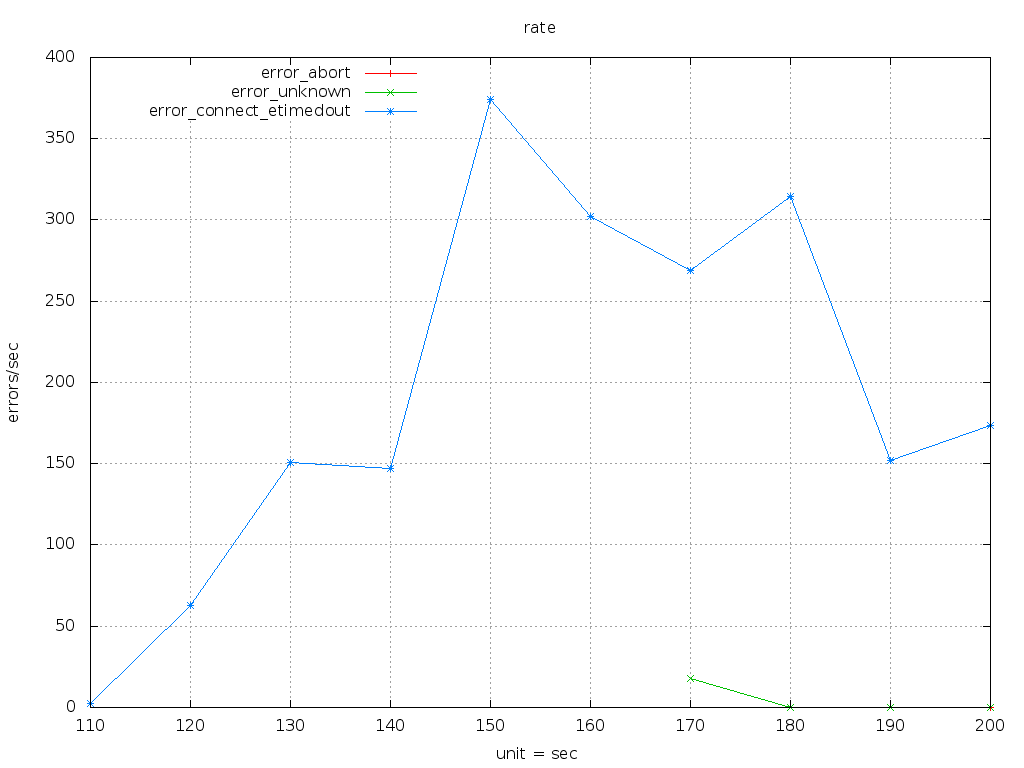 rate
400
350
300
250
200
150
100
50
0
errors/sec
error_abort
error_unknown
error_connect_etimedout
110 120 130 140 150 160 170 180 190 200
unit = sec